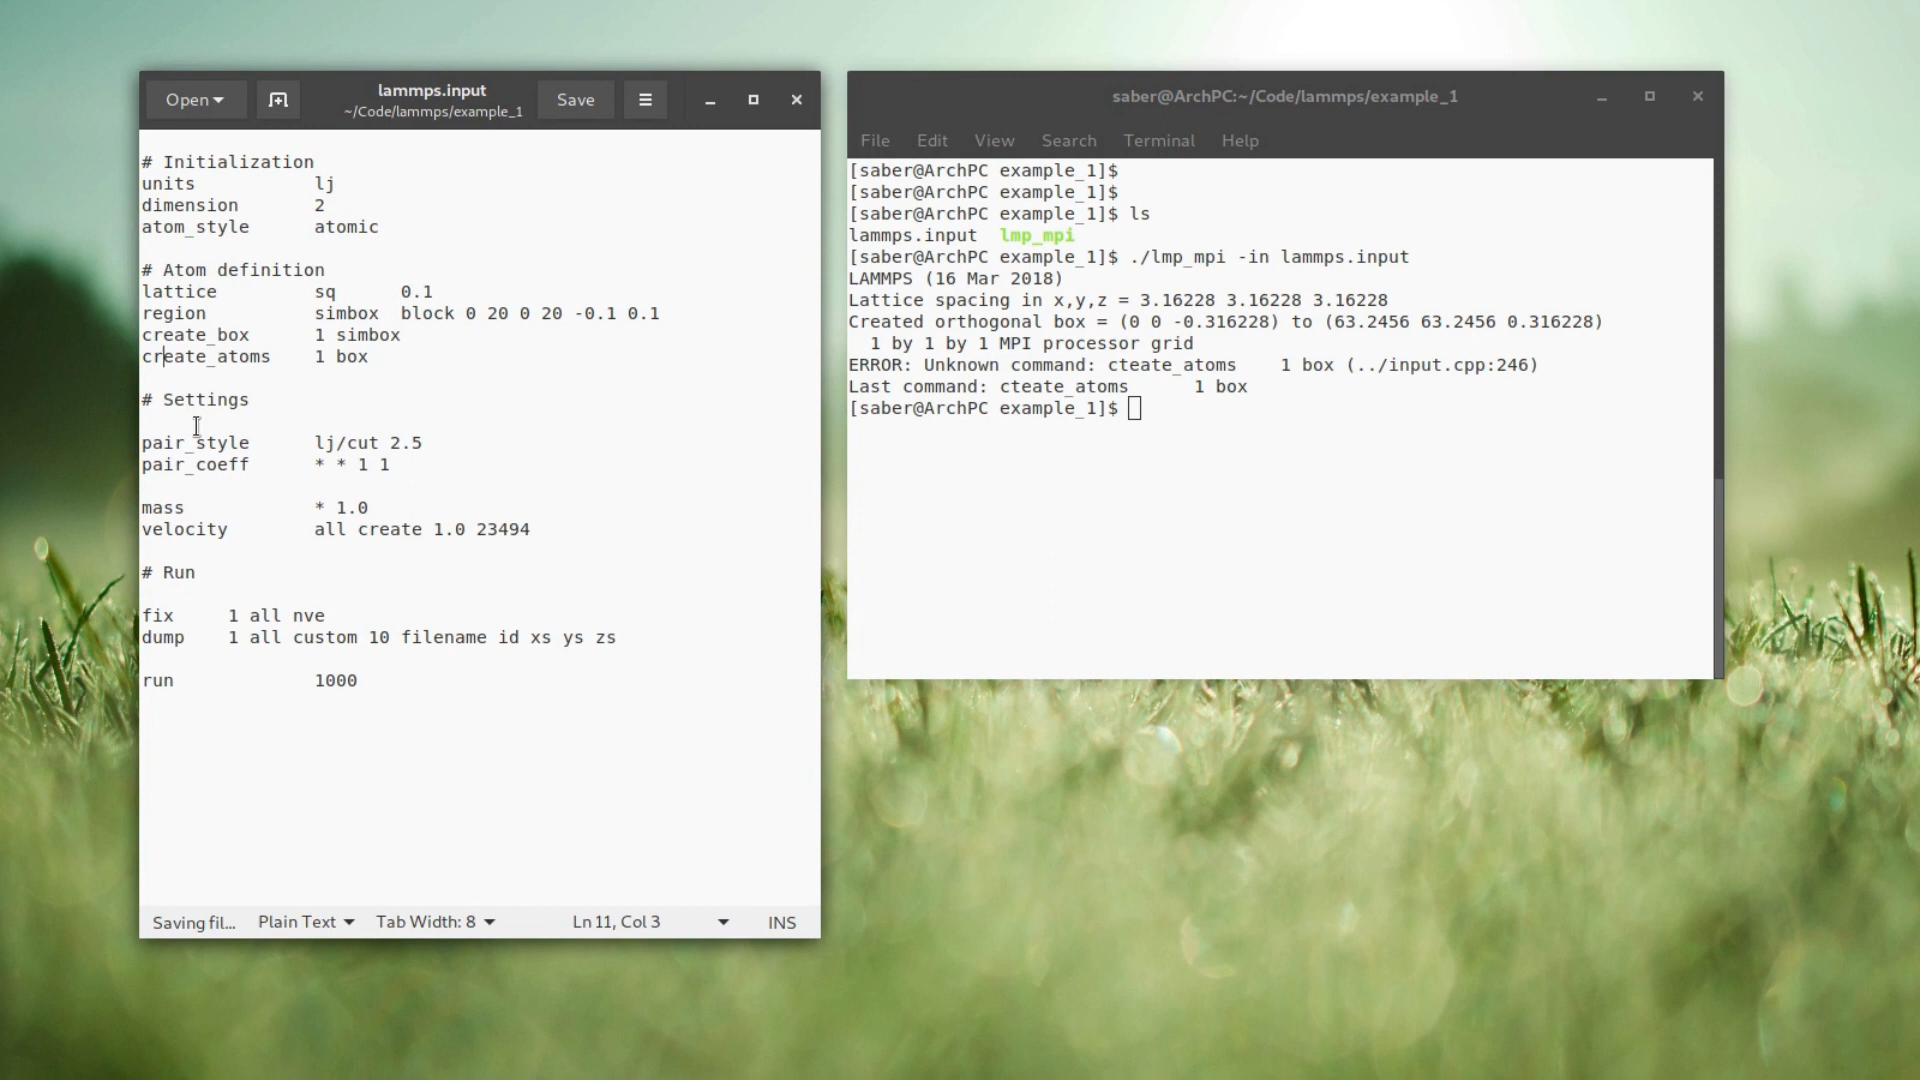 Open
lammps.input
~/Code/lammps/example_1
Save
# Initialization
units lj
dimension 2
atom_style atomic
# Atom definition
lattice sq 0.1
region simbox block 0 20 0 20 -0.1 0.1
create_box 1 simbox
create_atoms 1 box
# Settings
pair_style lj/cut 2.5
pair_coeff * * 1 1
mass * 1.0
velocity all create 1.0 23494
# Run
fix 1 all nve
dump 1 all custom 10 filename id xs ys zs
run 1000
Saving fil... Plain Text Tab Width: 8 Ln 11, Col 3 INS
saber@ArchPC:~/Code/lammps/example_1
File Edit View Search Terminal Help
[saber@ArchPC example_1]$
[saber@ArchPC example_1]$
[saber@ArchPC example_1]$ ls
lammps.input lmp_mpi
[saber@ArchPC example_1]$ ./lmp_mpi -in lammps.input
LAMMPS (16 Mar 2018)
Lattice spacing in x,y,z = 3.16228 3.16228 3.16228
Created orthogonal box = (0 0 -0.316228) to (63.2456 63.2456 0.316228)
1 by 1 by 1 MPI processor grid
ERROR: Unknown command: cteate_atoms 1 box (../input.cpp:246)
Last command: cteate_atoms 1 box
[saber@ArchPC example_1]$